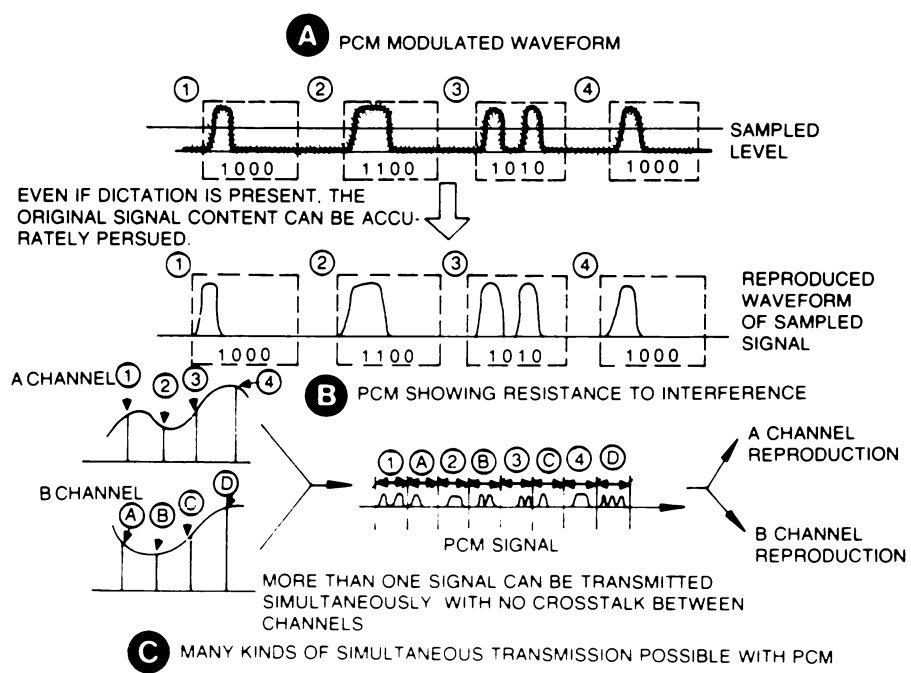 A PCM MODULATED WAVEFORM
1 2 3 4
SAMPLED
LEVEL
1000 1100 1010 1000
EVEN IF DICTATION IS PRESENT, THE
ORIGINAL SIGNAL CONTENT CAN BE ACCU-
RATELY PERSUED.
1 2 3 4
REPRODUCED
WAVEFORM
OF SAMPLED
SIGNAL
1000 1100 1010 1000
A CHANNEL 1 2 3 4
B PCM SHOWING RESISTANCE TO INTERFERENCE
B CHANNEL
A B C D
1 A 2 B 3 C 4 D
PCM SIGNAL
A CHANNEL
REPRODUCTION
B CHANNEL
REPRODUCTION
MORE THAN ONE SIGNAL CAN BE TRANSMITTED
SIMULTANEOUSLY WITH NO CROSSTALK BETWEEN
CHANNELS
C MANY KINDS OF SIMULTANEOUS TRANSMISSION POSSIBLE WITH PCM